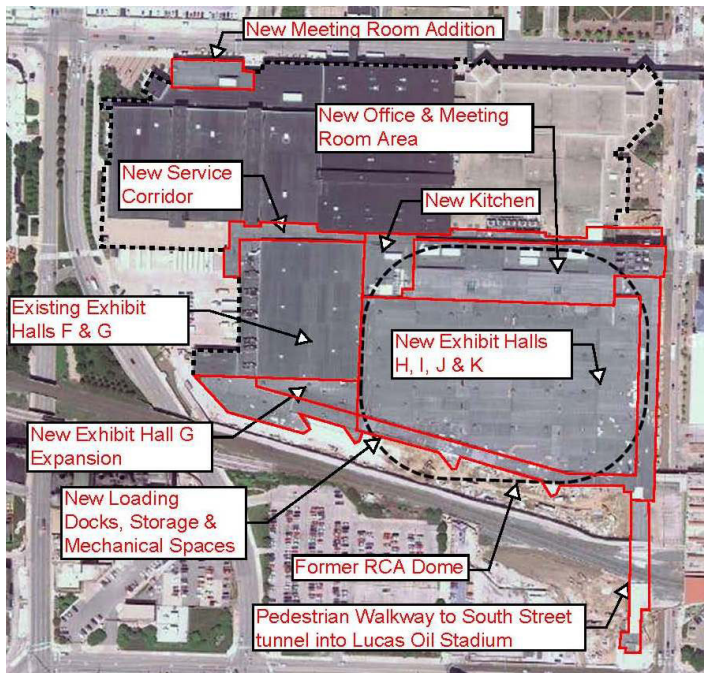 New Meeting Room Addition
New Office & Meeting
Room Area
New Service
Corridor
New Kitchen
Existing Exhibit
Halls F & G
New Exhibit Halls
H, I, J & K
New Exhibit Hall G
Expansion
New Loading
Docks, Storage &
Mechanical Spaces
Former RCA Dome
Pedestrian Walkway to South Street
tunnel into Lucas Oil Stadium